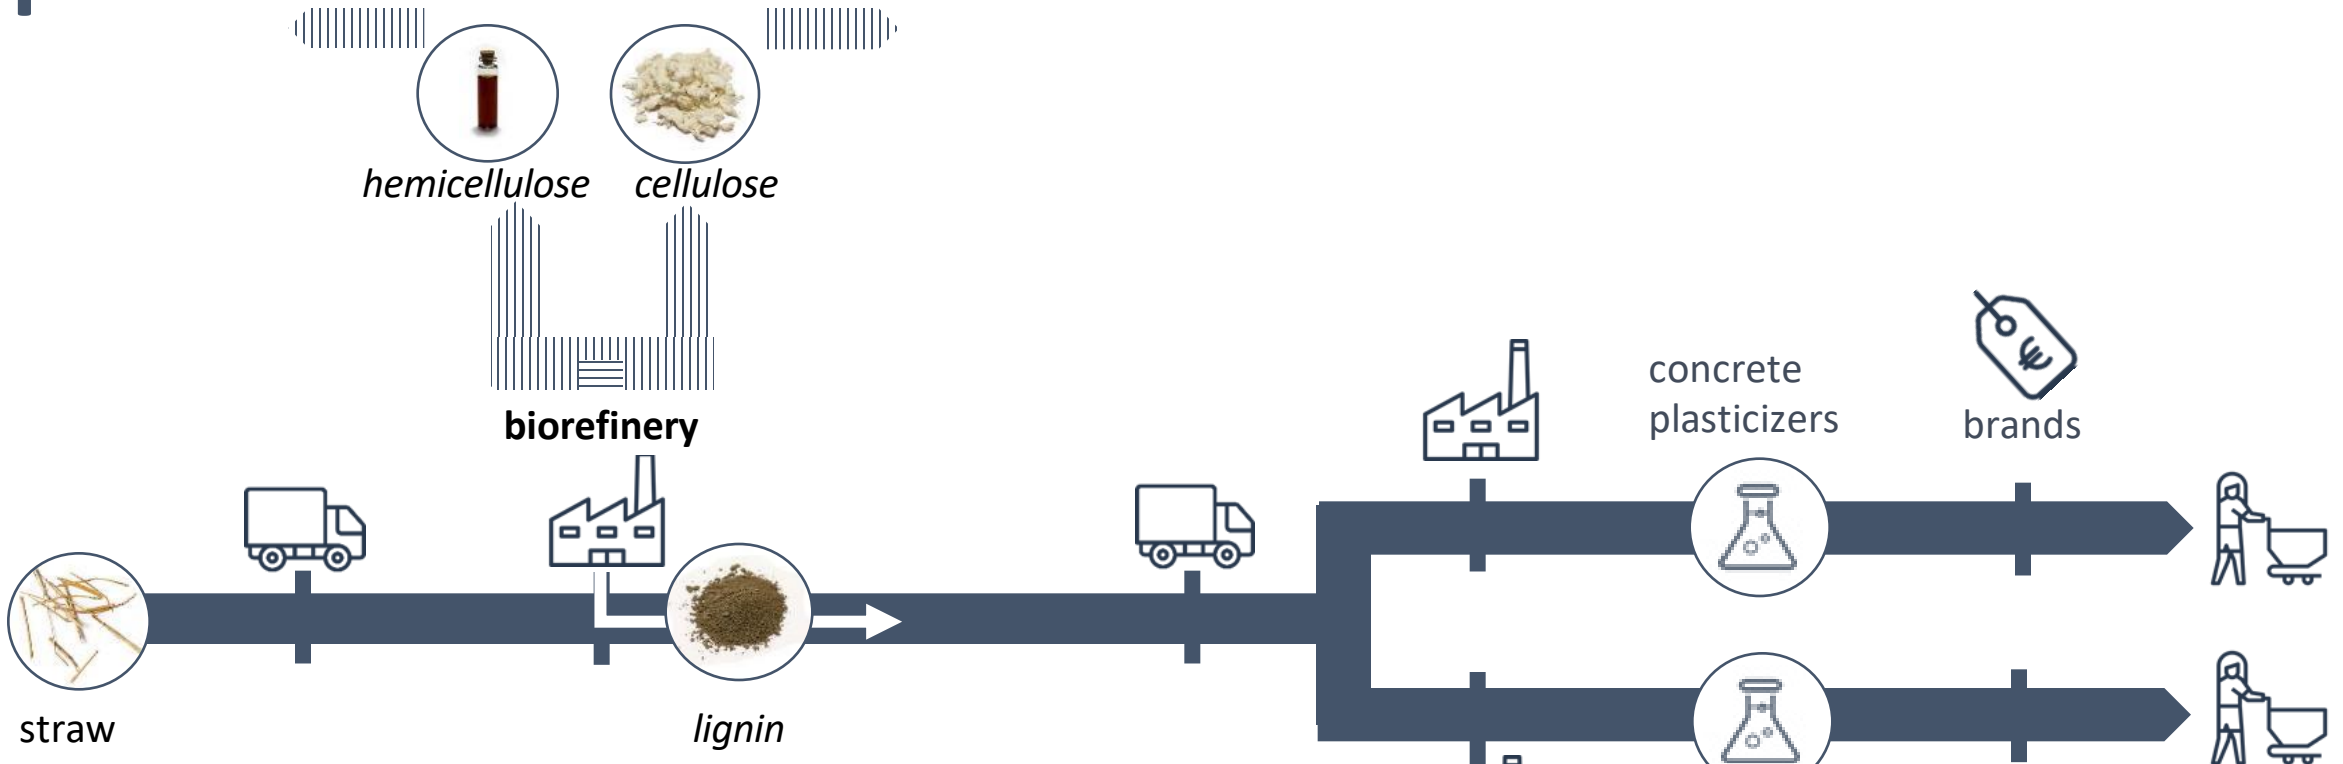 hemicellulose
cellulose
biorefinery
concrete
plasticizers
brands
straw
lignin